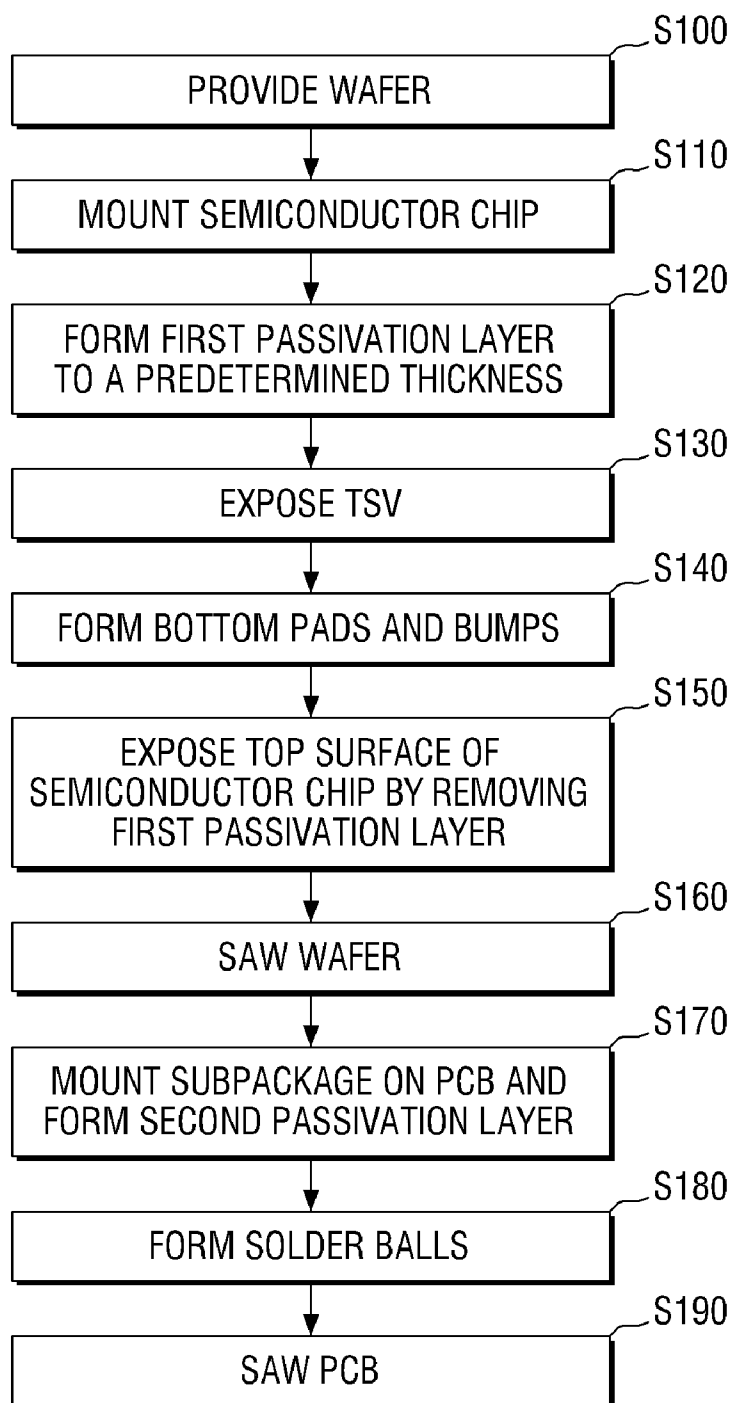 S100
PROVIDE WAFER
S110
MOUNT SEMICONDUCTOR CHIP
S120
FORM FIRST PASSIVATION LAYER
TO A PREDETERMINED THICKNESS
S130
EXPOSE TSV
S140
FORM BOTTOM PADS AND BUMPS
S150
EXPOSE TOP SURFACE OF
SEMICONDUCTOR CHIP BY REMOVING
FIRST PASSIVATION LAYER
S160
SAW WAFER
S170
MOUNT SUBPACKAGE ON PCB AND
FORM SECOND PASSIVATION LAYER
S180
FORM SOLDER BALLS
S190
SAW PCB